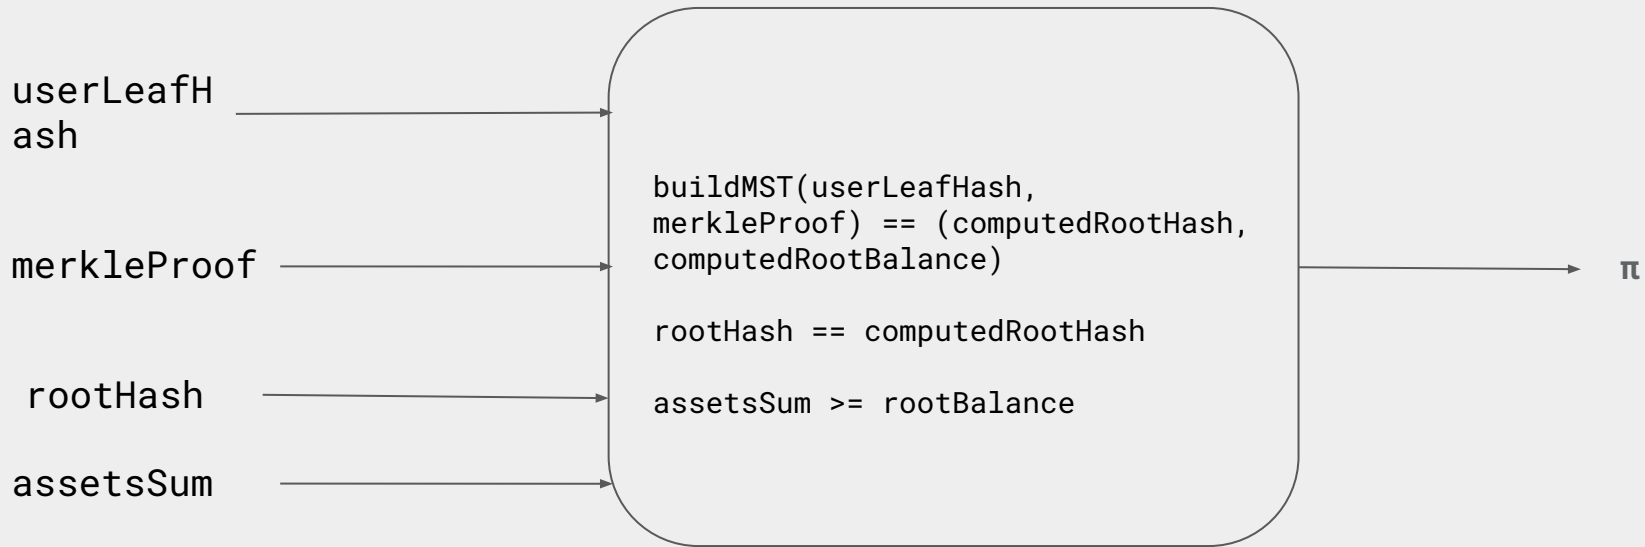 userLeafH
ash
merkleProof
rootHash
assetsSum
buildMST(userLeafHash,
merkleProof) == (computedRootHash,
computedRootBalance)
rootHash == computedRootHash
assetsSum >= rootBalance
π